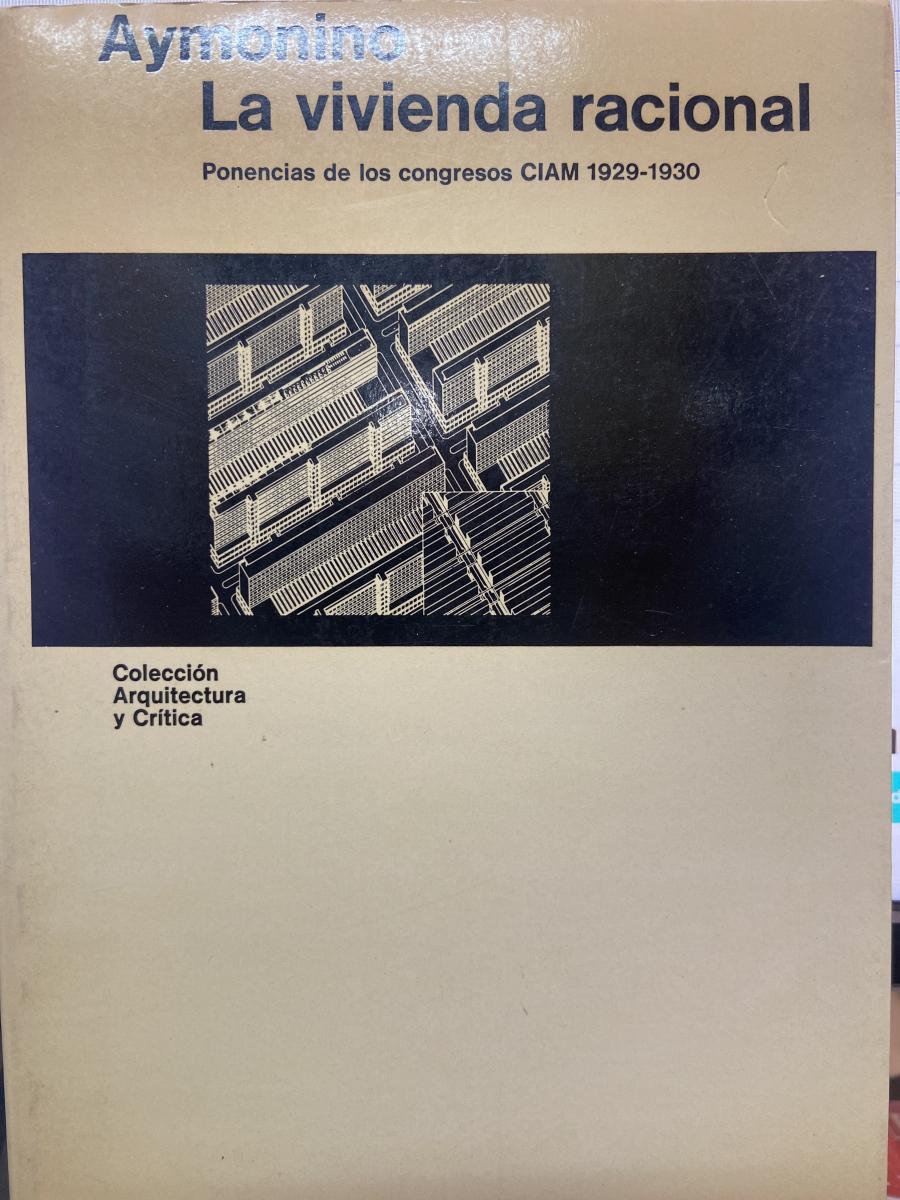 Aymonino
La vivienda racional
Ponencias de los congresos CIAM 1929-1930
Colección
Arquitectura
y Crítica